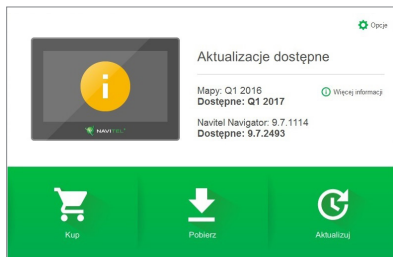 Opcje
Aktualizacje dostępne
Mapy: Q1 2016
Więcej informacji
Dostępne: Q1 2017
Navitel Navigator: 9.7.1114
Dostępne: 9.7.2493
NAVITEL
Kup
Pobierz
Aktualizuj